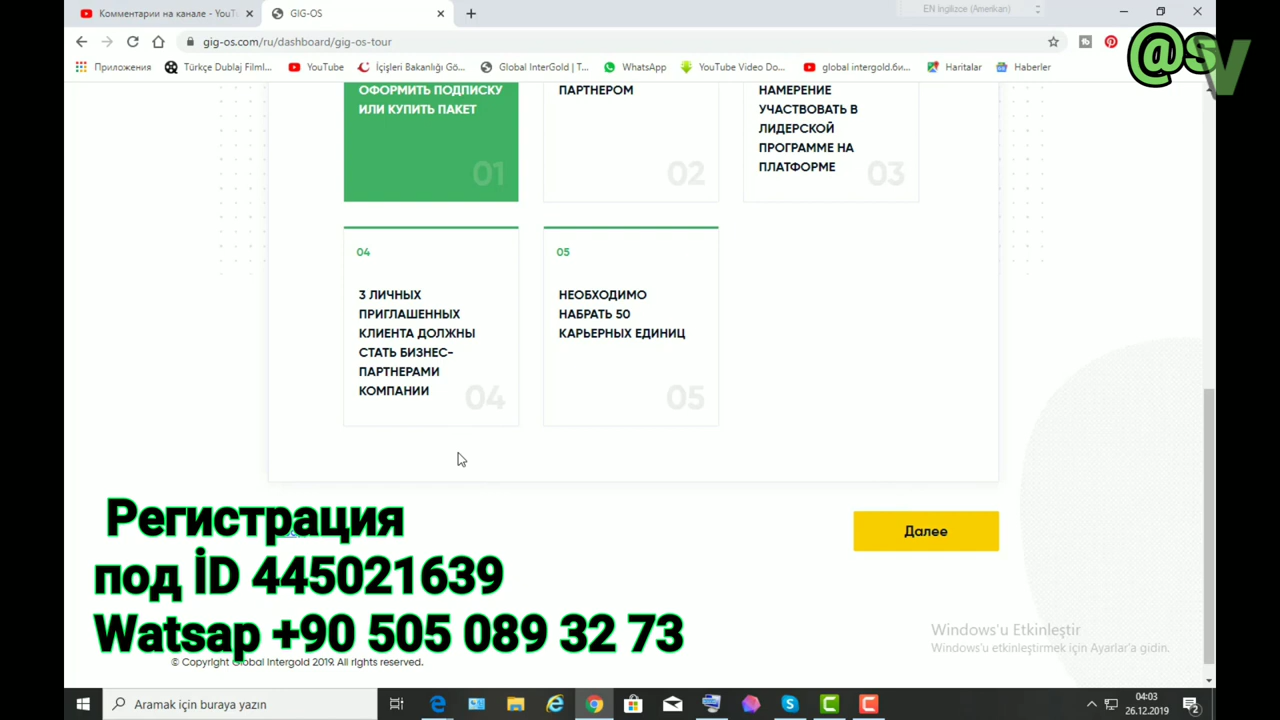 Комментарии на канале - YouT
GIG-OS
EN İngilizce (Amerikan)
gig-os.com/ru/dashboard/gig-os-tour
Приложения
Türkçe Dublaj Filml...
YouTube
İçişleri Bakanlığı Gö...
Global InterGold | T...
WhatsApp
YouTube Video Do...
global intergold.би...
Haritalar
Haberler
@s
V
ОФОРМИТЬ ПОДПИСКУ
ИЛИ КУПИТЬ ПАКЕТ
01
ПАРТНЕРОМ
02
НАМЕРЕНИЕ
УЧАСТВОВАТЬ В
ЛИДЕРСКОЙ
ПРОГРАММЕ НА
ПЛАТФОРМЕ
03
04
3 ЛИЧНЫХ
ПРИГЛАШЕННЫХ
КЛИЕНТА ДОЛЖНЫ
СТАТЬ БИЗНЕС-
ПАРТНЕРАМИ
КОМПАНИИ
04
05
НЕОБХОДИМО
НАБРАТЬ 50
КАРЬЕРНЫХ ЕДИНИЦ
05
Далее
Регистрация
под İD 445021639
Watsap +90 505 089 32 73
© Copyright Global Intergold 2019. All rights reserved.
Windows'u Etkinleştir
Windows'u etkinleştirmek için Ayarlar'a gidin.
Aramak için buraya yazın
04:03
26.12.2019
2